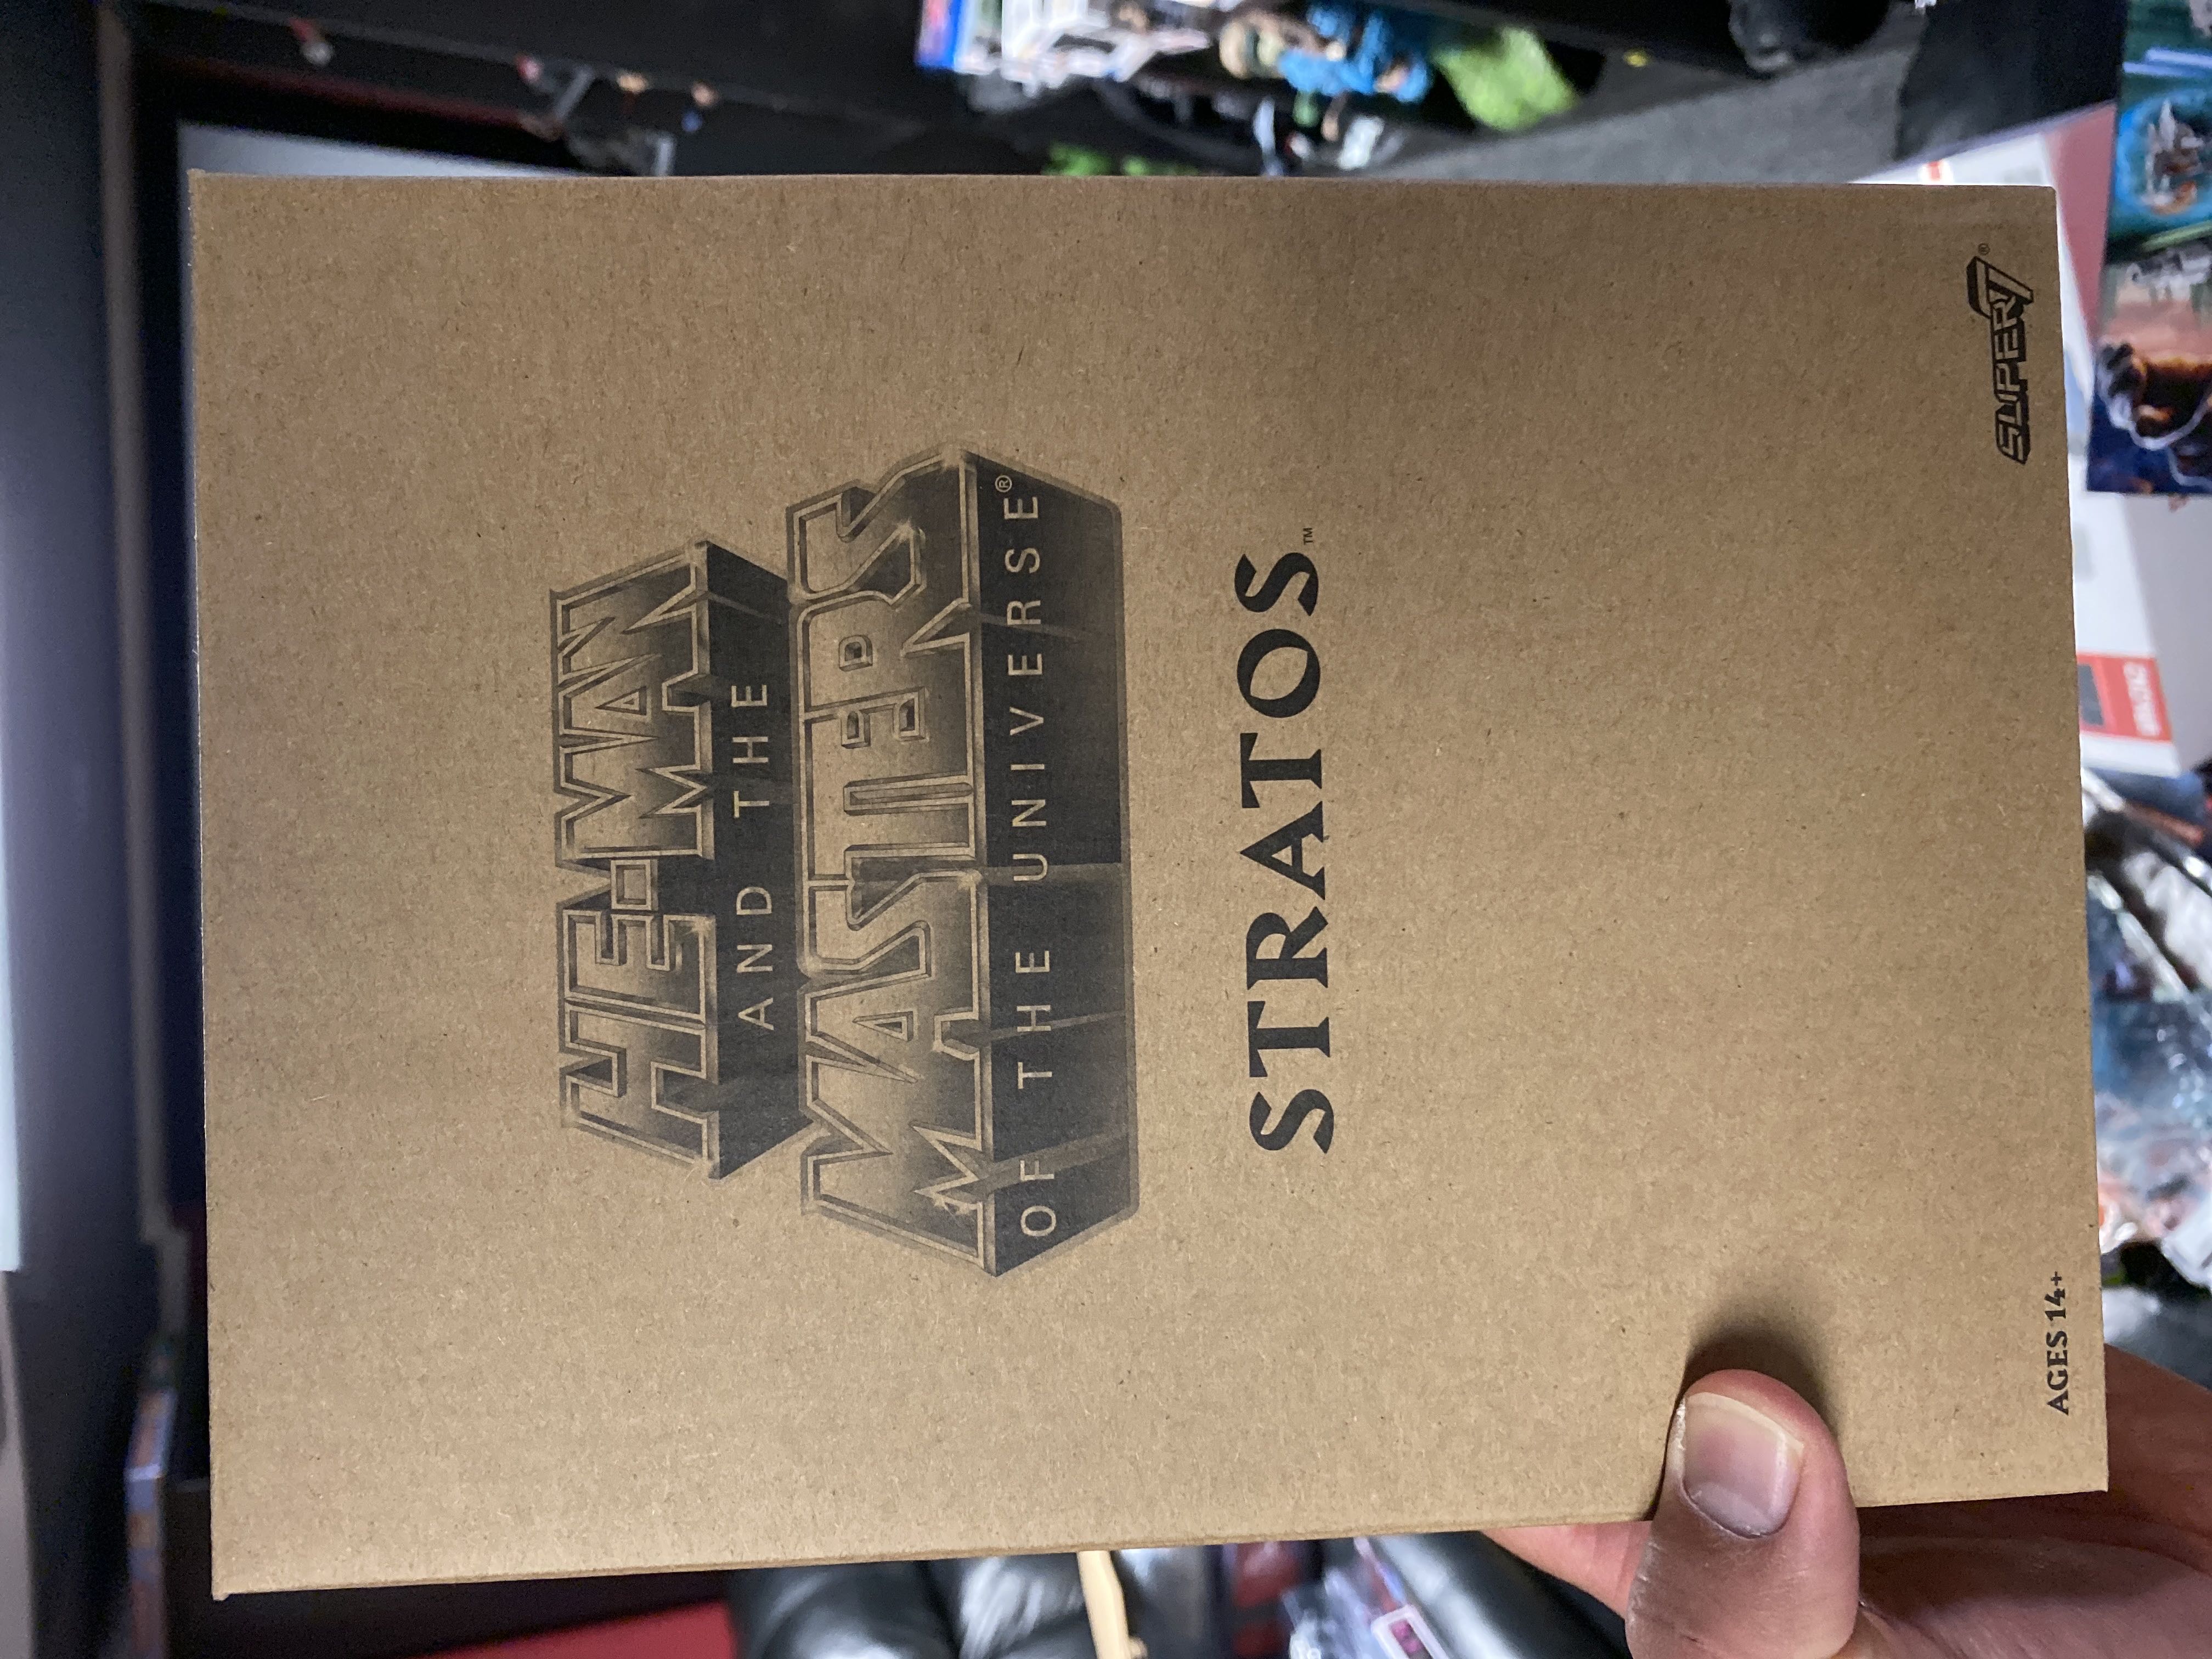 HE-MAN
AND THE
MASTERS
OF THE UNIVERSE®
STRATOS™
AGES 14+
SUPER7®